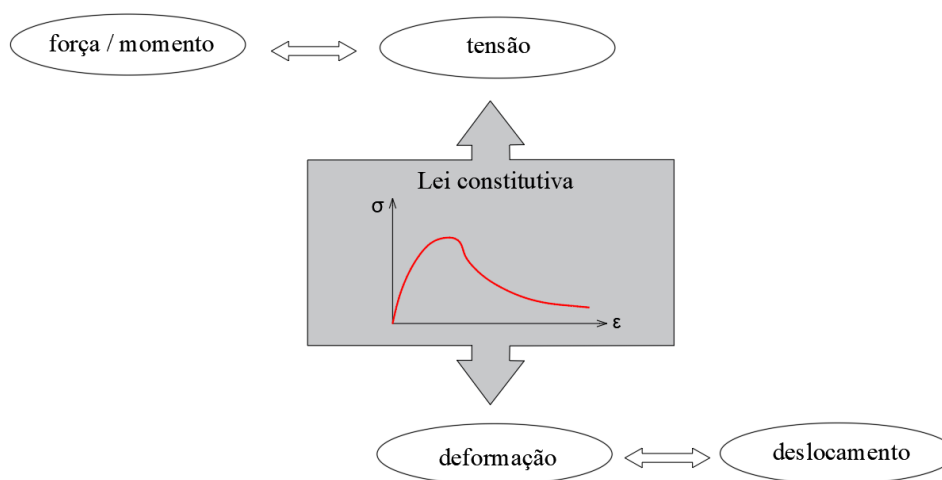 força / momento
tensão
Lei constitutiva
σ
ε
deformação
deslocamento